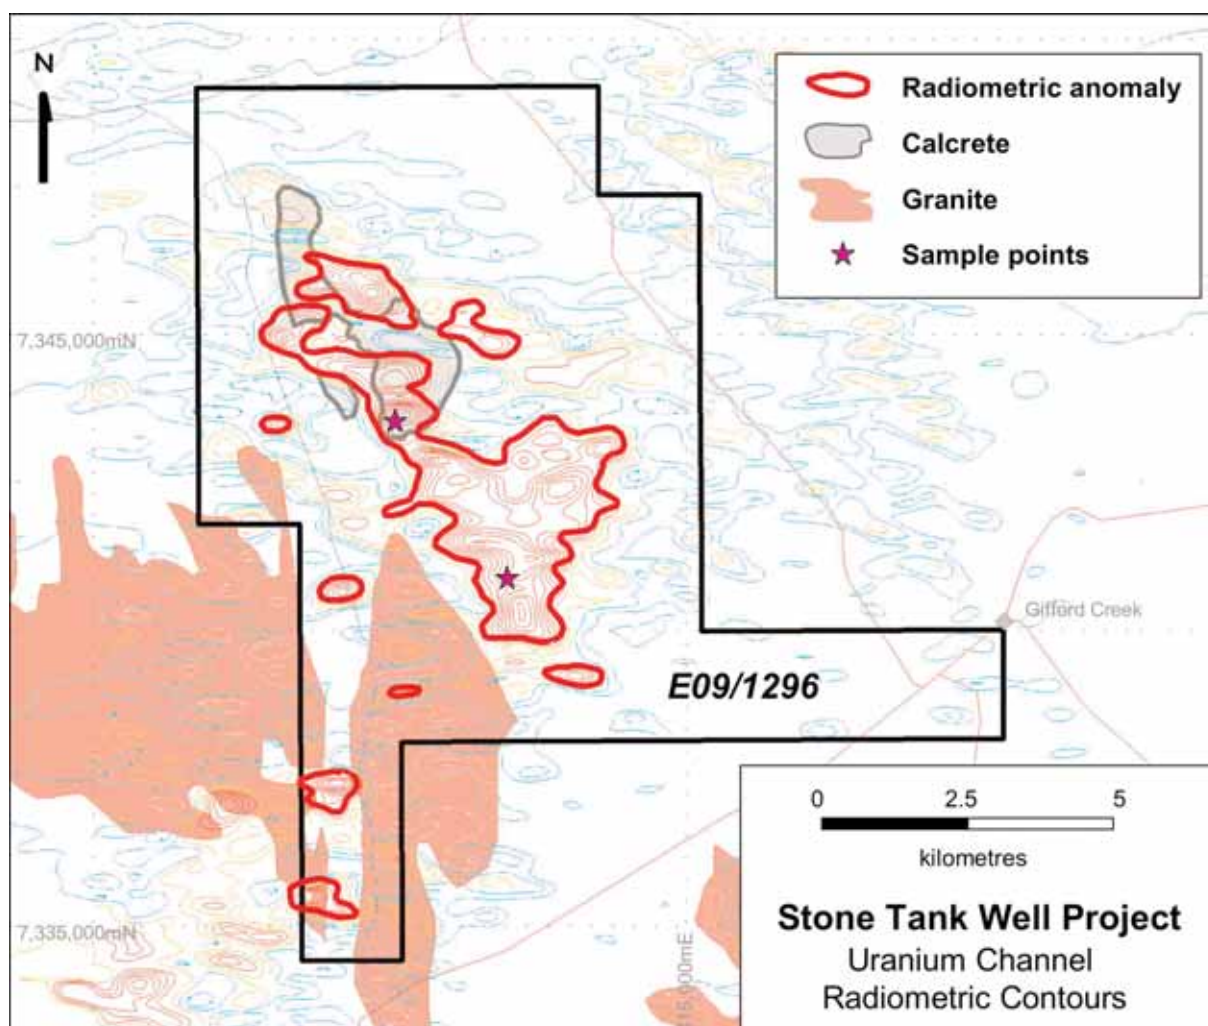 N
Radiometric anomaly
Calcrete
Granite
Sample points
7,345,000mN
Gifford Creek
E09/1296
0 2.5 5
kilometres
7,335,000mN
Stone Tank Well Project
Uranium Channel
Radiometric Contours